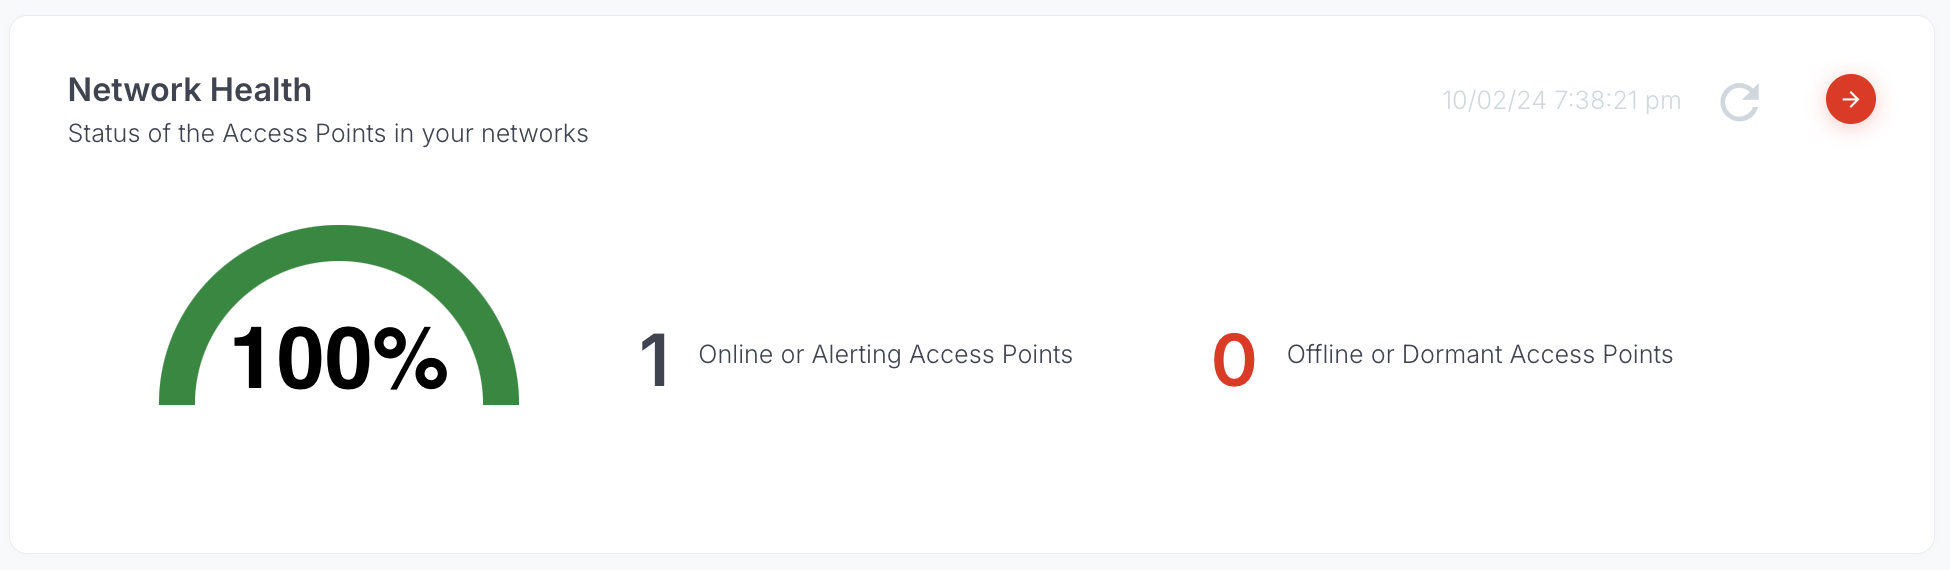 Network Health
Status of the Access Points in your networks
10/02/24 7:38:21 pm
100%
1 Online or Alerting Access Points
0 Offline or Dormant Access Points